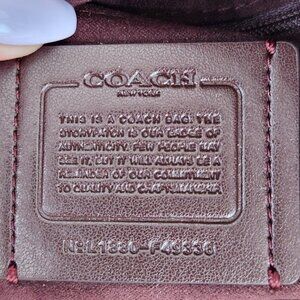 COACH
NEW YORK
THIS IS A COACH BAG. THE
STORYPATCH IS OUR BADGE OF
AUTHENTICITY. FEW PEOPLE MAY
SEE IT, BUT IT WILL ALWAYS BE A
REMINDER OF OUR COMMITMENT
TO QUALITY AND CRAFTSMANSHIP.